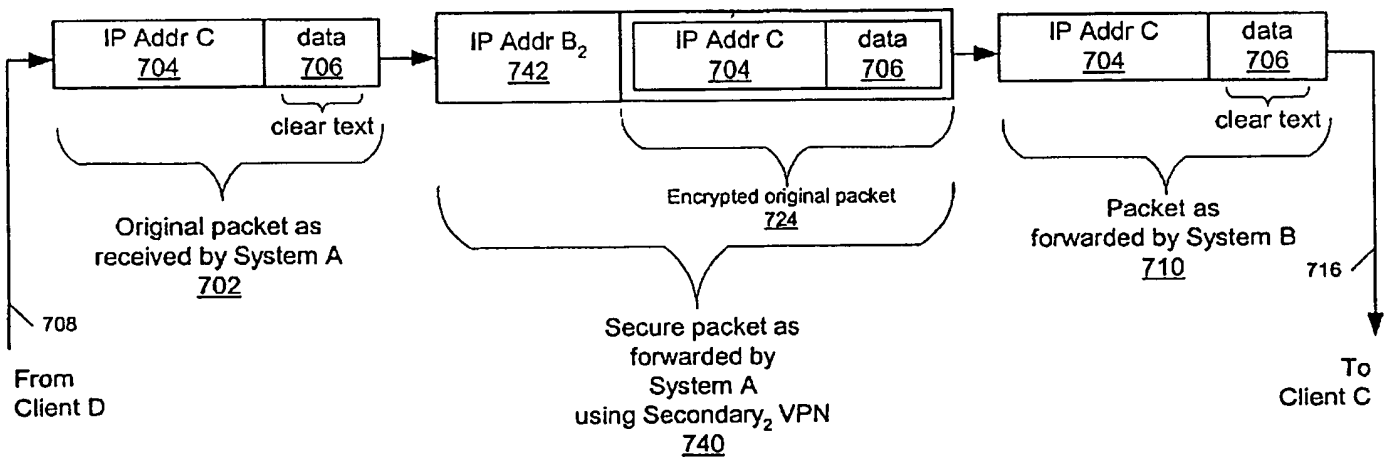 IP Addr C
704
data
706
clear text
Original packet as
received by System A
702
708
From
Client D
IP Addr B₂
742
IP Addr C
704
data
706
Encrypted original packet
724
Secure packet as
forwarded by
System A
using Secondary₂ VPN
740
IP Addr C
704
data
706
clear text
Packet as
forwarded by System B
710
716
To
Client C